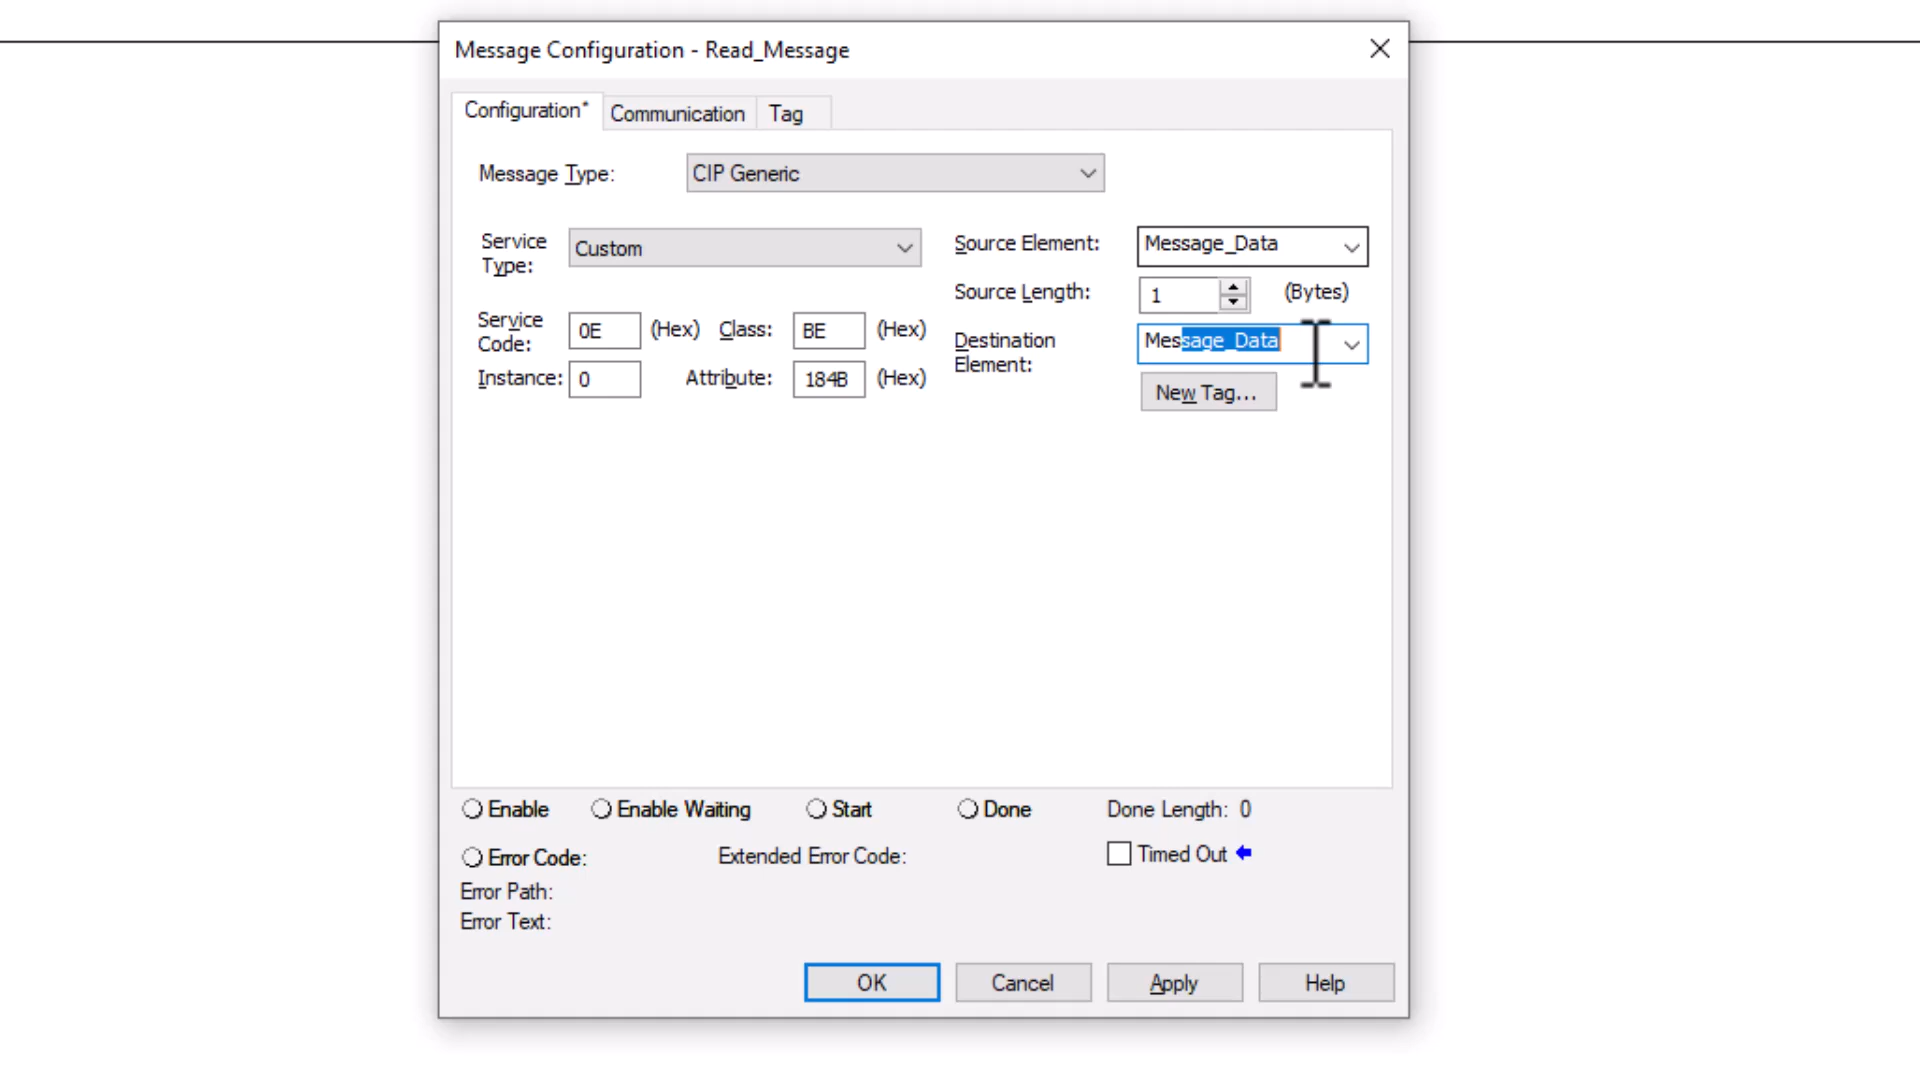 Message Configuration - Read_Message
Configuration* Communication Tag
Message Type: CIP Generic
Service Type: Custom
Source Element: Message_Data
Source Length: 1 (Bytes)
Service Code: 0E (Hex) Class: BE (Hex)
Destination Element: Message_Data
Instance: 0 Attribute: 184B (Hex)
New Tag...
Enable Enable Waiting Start Done Done Length: 0
Error Code: Extended Error Code: Timed Out
Error Path:
Error Text:
OK Cancel Apply Help